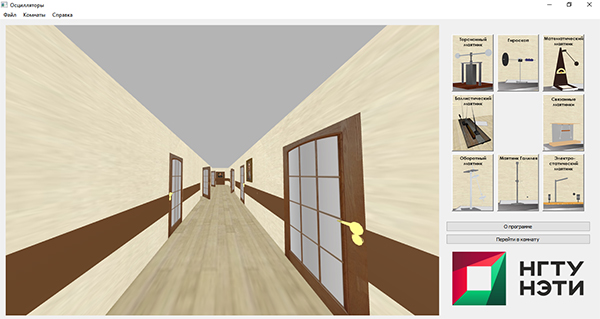 Осцилляторы
Файл Комнаты Справка
Торсионный
маятник
Гироскоп
Математический
маятник
Баллистический
маятник
Связанные
маятники
Оборотный
маятник
Маятник Галилея
Электро-
статический
маятник
О программе
Перейти в комнату
НГТУ
НЭТИ